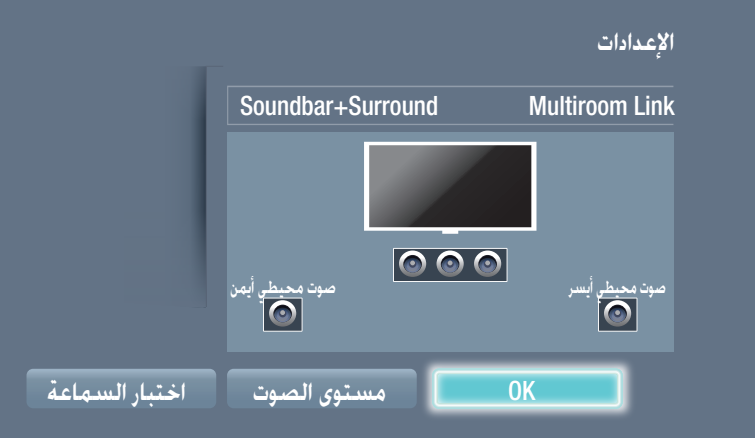 الإعدادات
Multiroom Link
Soundbar+Surround
صوت محيطي أيسر
صوت محيطي أيمن
OK
مستوى الصوت
اختبار السماعة